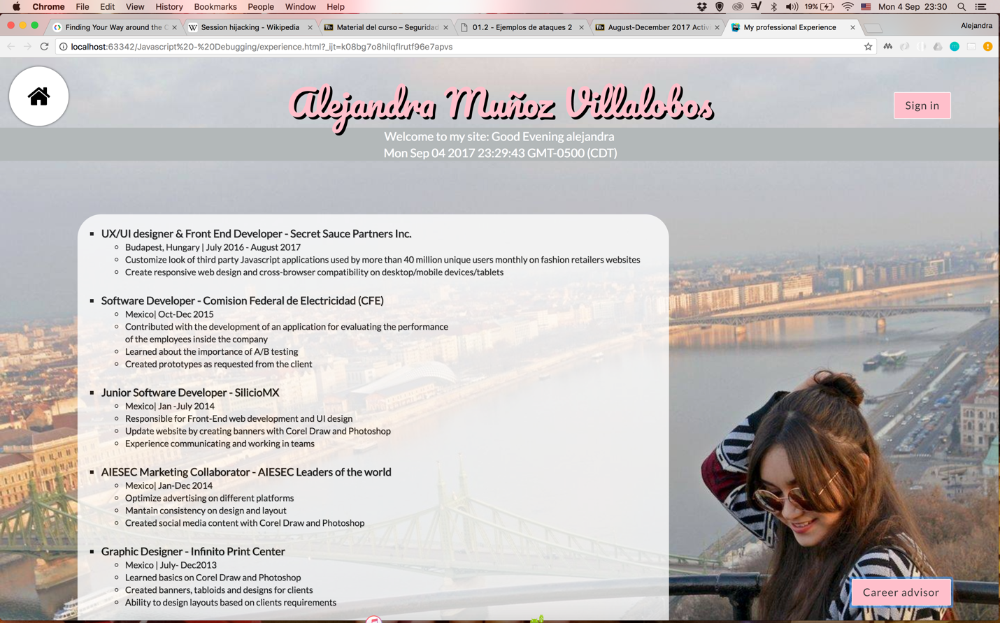 Chrome File Edit View History Bookmarks People Window Help 19% Mon 4 Sep 23:30
Finding Your Way around the C
W Session hijacking - Wikipedia
Bb Material del curso – Seguridad
01.2 - Ejemplos de ataques 2
Bb August-December 2017 Activi
My professional Experience
Alejandra
localhost:63342/Javascript%20-%20Debugging/experience.html?_ijt=k08bg7o8hilqflrutf96e7apvs
Alejandra Muñoz Villalobos
Sign in
Welcome to my site: Good Evening alejandra
Mon Sep 04 2017 23:29:43 GMT-0500 (CDT)
UX/UI designer & Front End Developer - Secret Sauce Partners Inc.
Budapest, Hungary | July 2016 - August 2017
Customize look of third party Javascript applications used by more than 40 million unique users monthly on fashion retailers websites
Create responsive web design and cross-browser compatibility on desktop/mobile devices/tablets
Software Developer - Comision Federal de Electricidad (CFE)
Mexico| Oct-Dec 2015
Contributed with the development of an application for evaluating the performance
of the employees inside the company
Learned about the importance of A/B testing
Created prototypes as requested from the client
Junior Software Developer - SilicioMX
Mexico| Jan -July 2014
Responsible for Front-End web development and UI design
Update website by creating banners with Corel Draw and Photoshop
Experience communicating and working in teams
AIESEC Marketing Collaborator - AIESEC Leaders of the world
Mexico| Jan-Dec 2014
Optimize advertising on different platforms
Mantain consistency on design and layout
Created social media content with Corel Draw and Photoshop
Graphic Designer - Infinito Print Center
Mexico | July- Dec2013
Learned basics on Corel Draw and Photoshop
Created banners, tabloids and designs for clients
Ability to design layouts based on clients requirements
Career advisor